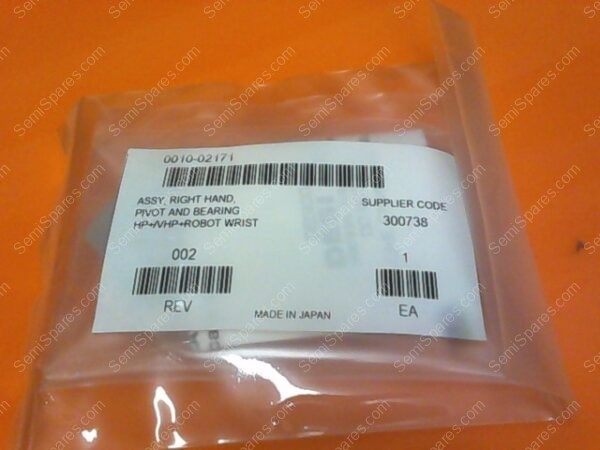 0010-02171
ASSY, RIGHT HAND,
PIVOT AND BEARING
HP+/VHP+ROBOT WRIST
SUPPLIER CODE
300738
002
REV
1
EA
MADE IN JAPAN
SemiSpares.com